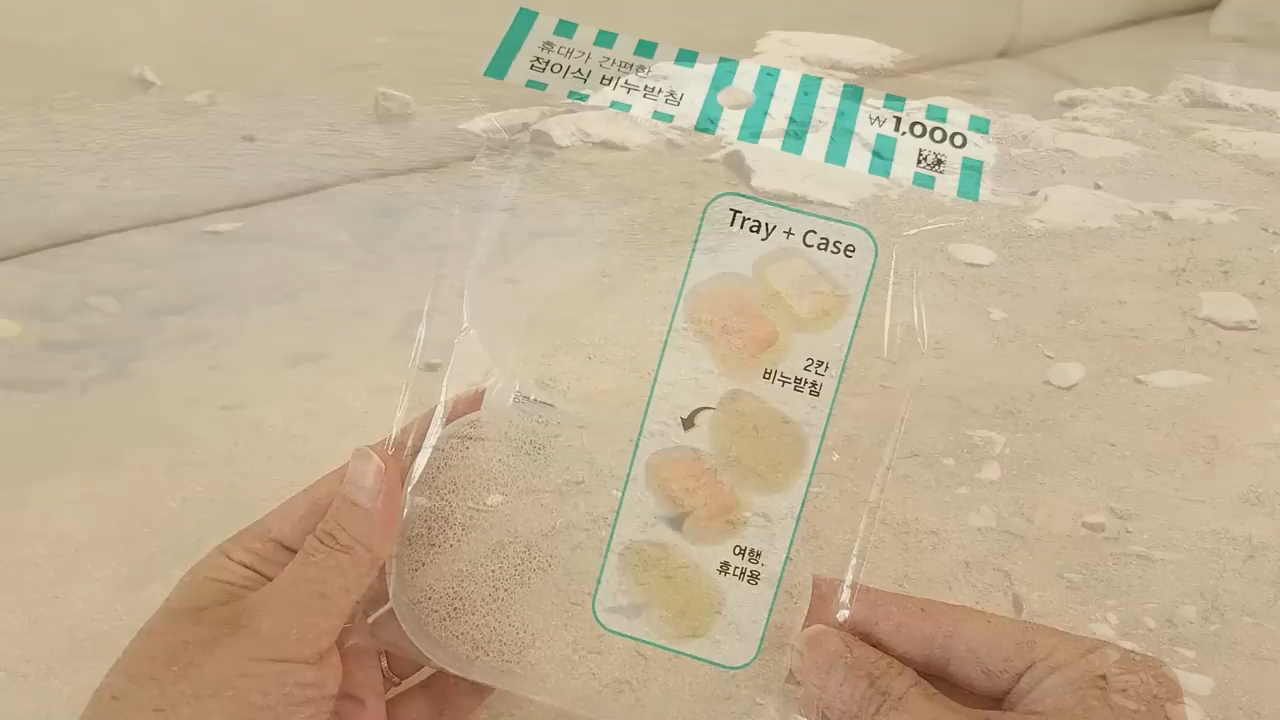 휴대가 간편한
접이식 비누받침
₩1,000
Tray + Case
2칸
비누받침
여행.
휴대용